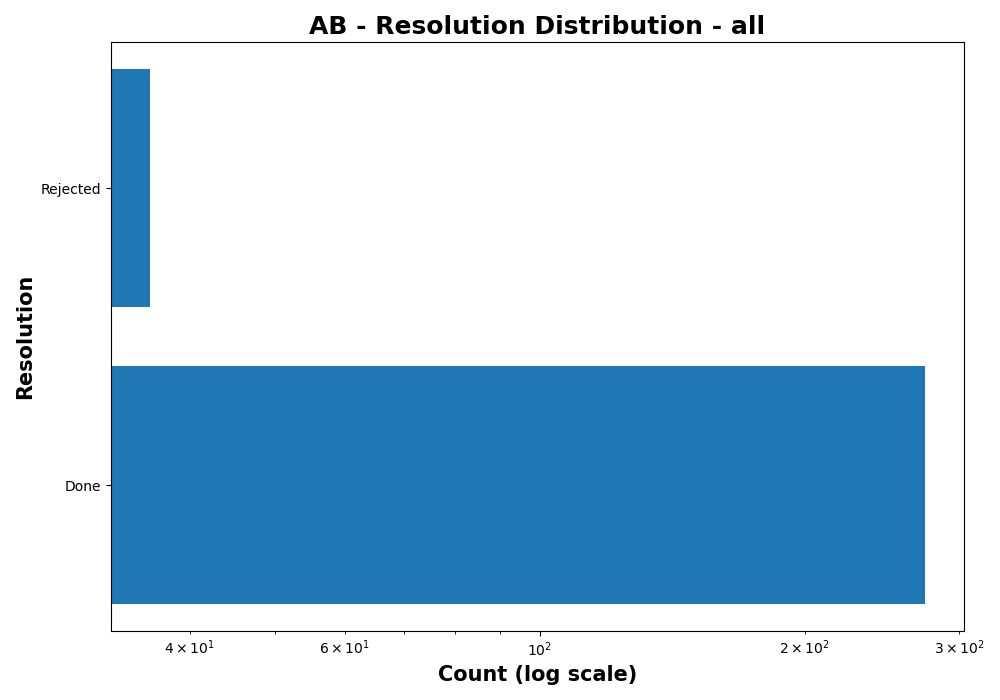 AB - Resolution Distribution - all
Rejected
Done
Resolution
4 × 10¹
6 × 10¹
10²
2 × 10²
3 × 10²
Count (log scale)